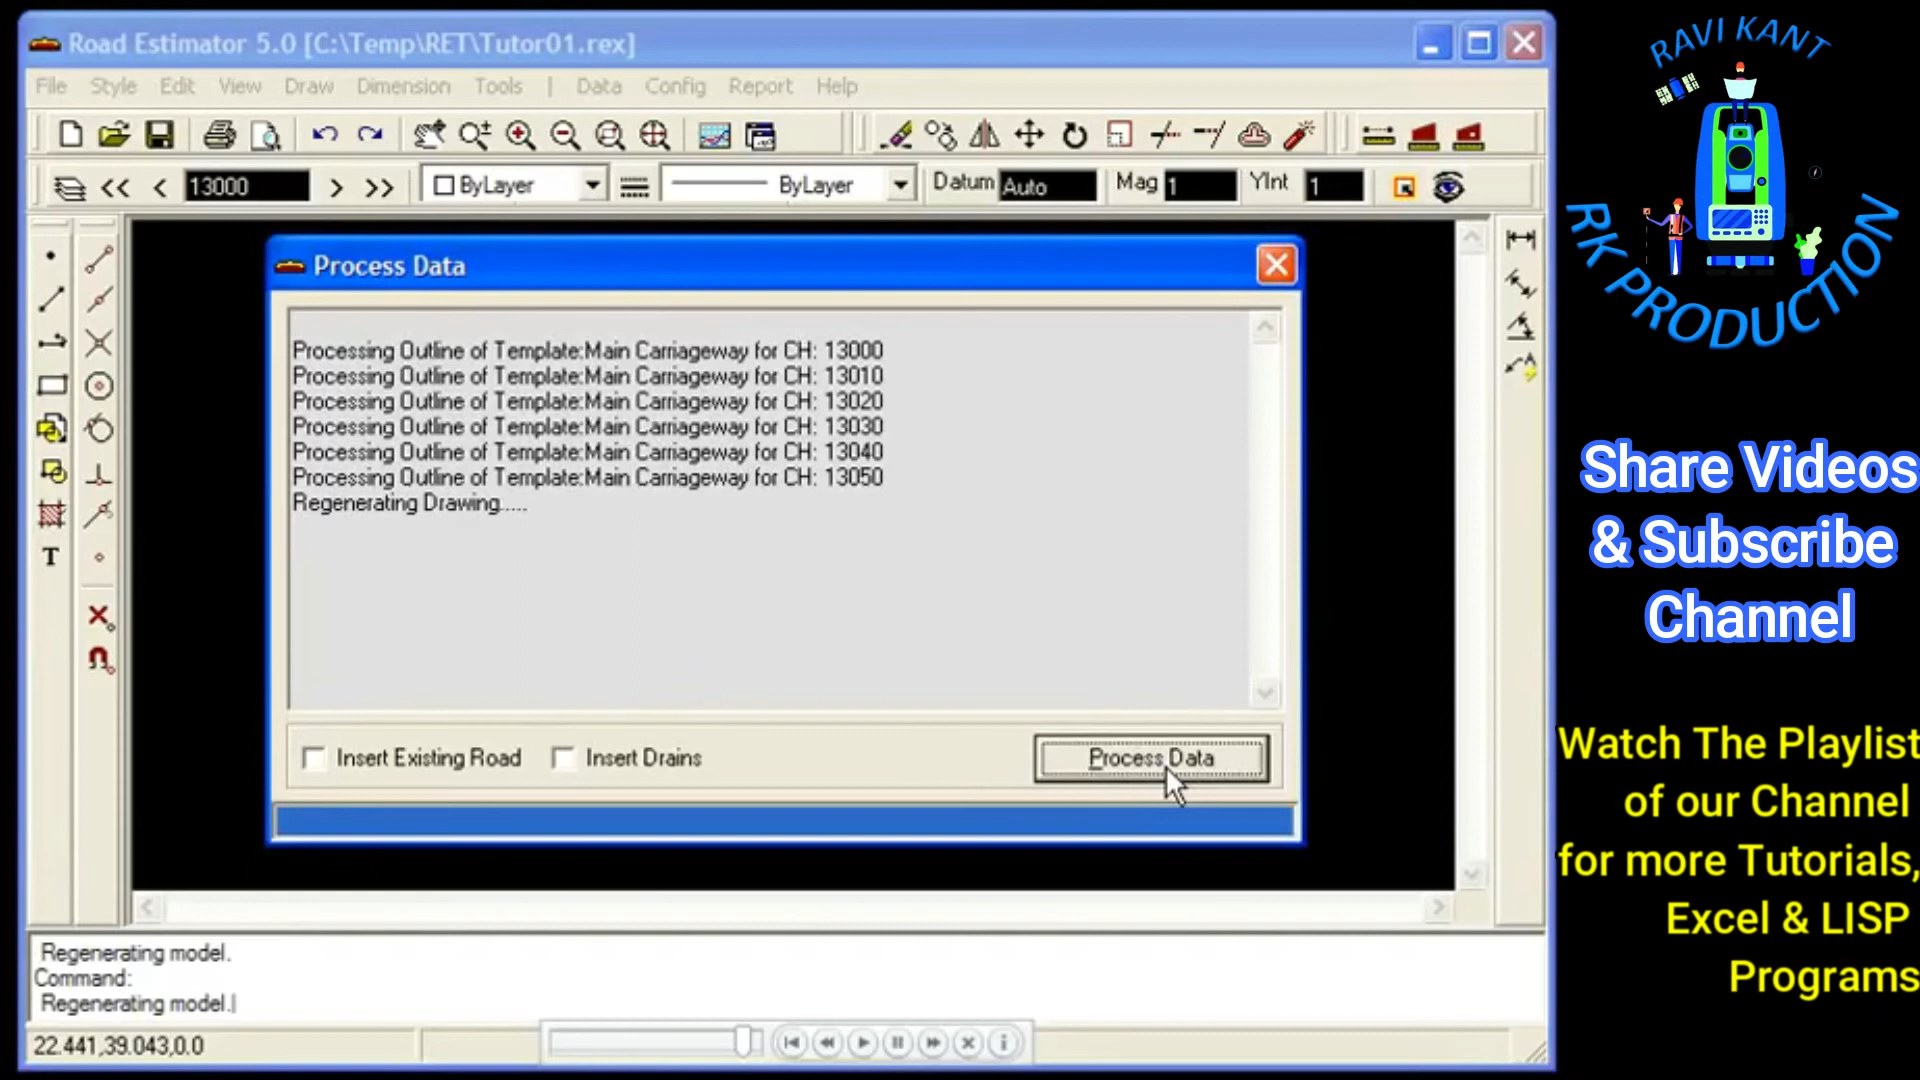 Road Estimator 5.0 [C:\Temp\RET\Tutor01.rex]
File Style Edit View Draw Dimension Tools | Data Config Report Help
<< < 13000 > >> ByLayer ByLayer Datum Auto Mag 1 YInt 1
Process Data
Processing Outline of Template:Main Carriageway for CH: 13000
Processing Outline of Template:Main Carriageway for CH: 13010
Processing Outline of Template:Main Carriageway for CH: 13020
Processing Outline of Template:Main Carriageway for CH: 13030
Processing Outline of Template:Main Carriageway for CH: 13040
Processing Outline of Template:Main Carriageway for CH: 13050
Regenerating Drawing.....
Insert Existing Road Insert Drains Process Data
T
Regenerating model.
Command:
Regenerating model.
22.441,39.043,0.0
RAVI KANT
RK PRODUCTION
Share Videos
& Subscribe
Channel
Watch The Playlist
of our Channel
for more Tutorials,
Excel & LISP
Programs